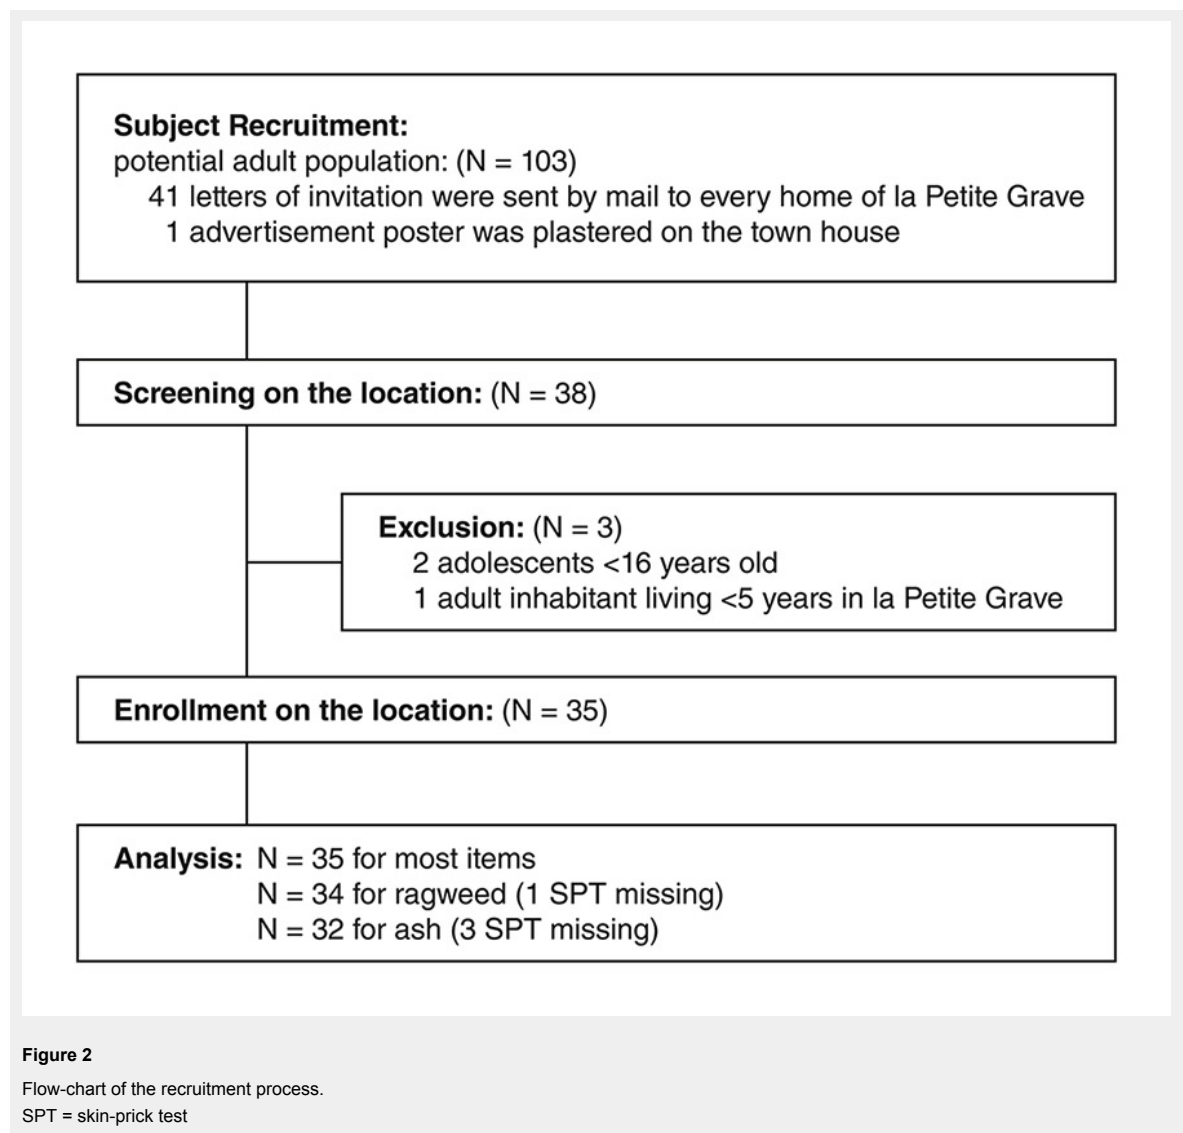 Subject Recruitment:
potential adult population: (N = 103)
41 letters of invitation were sent by mail to every home of la Petite Grave
1 advertisement poster was plastered on the town house
Screening on the location: (N = 38)
Exclusion: (N = 3)
2 adolescents <16 years old
1 adult inhabitant living <5 years in la Petite Grave
Enrollment on the location: (N = 35)
Analysis: N = 35 for most items
N = 34 for ragweed (1 SPT missing)
N = 32 for ash (3 SPT missing)
Figure 2
Flow-chart of the recruitment process.
SPT = skin-prick test